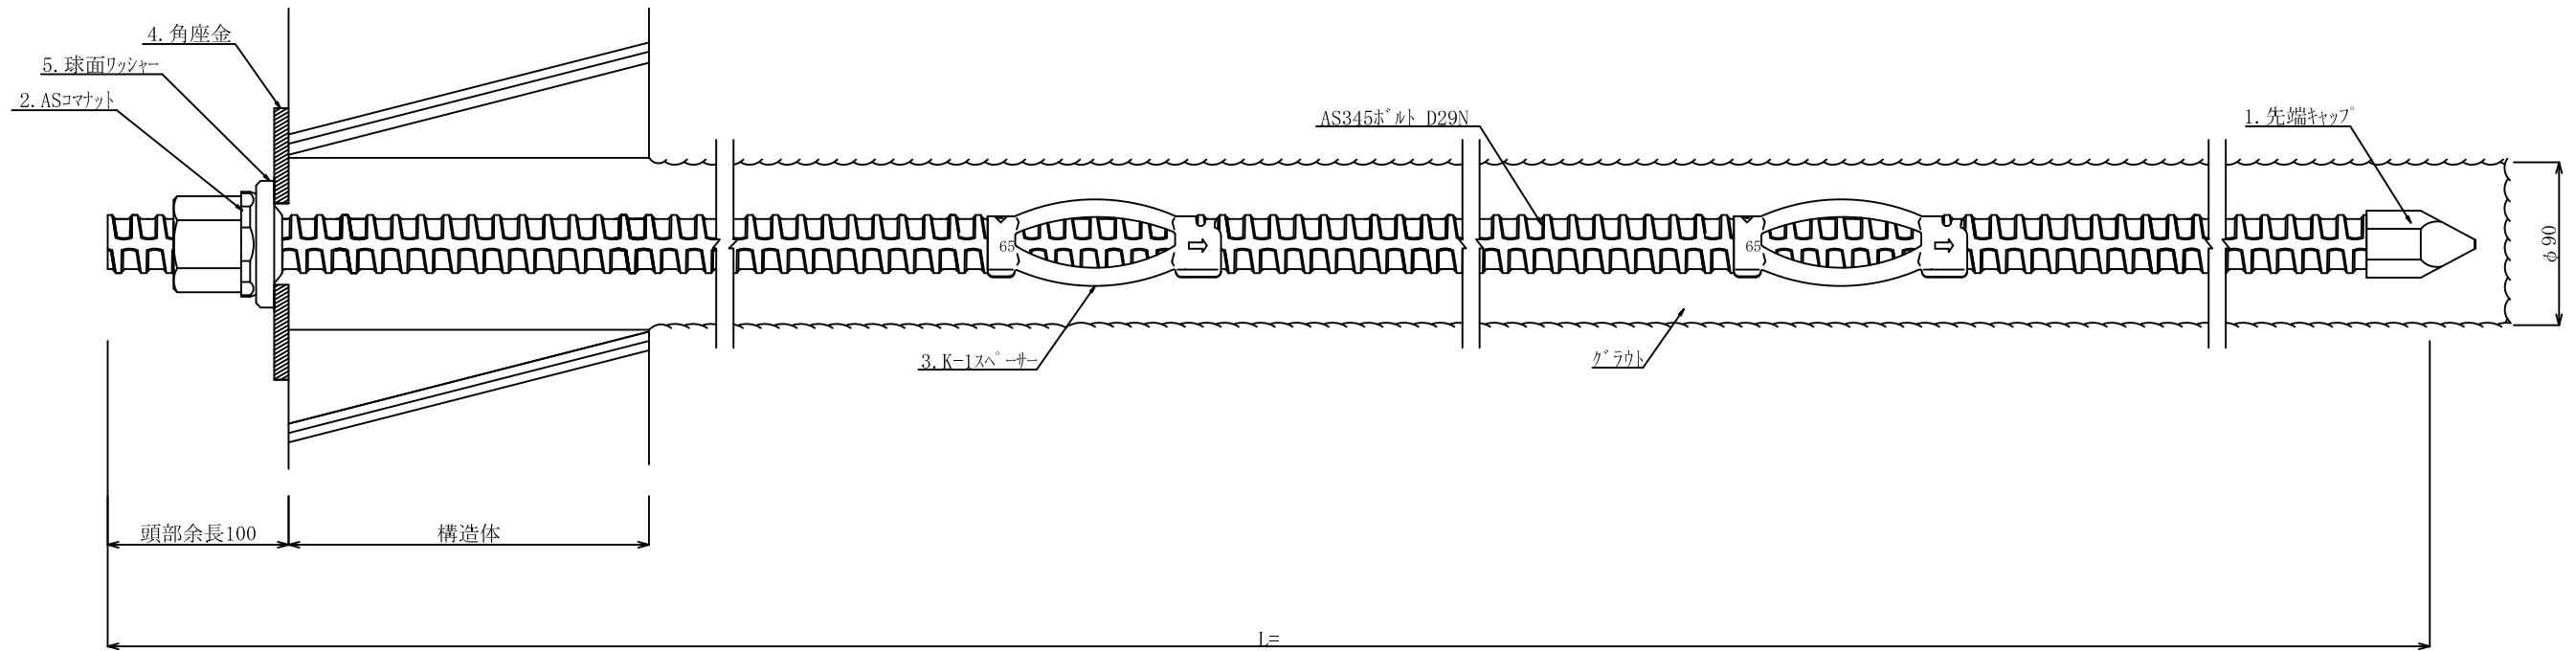 4. 角座金
5. 球面ﾜｯｼｬｰ
2. ASｺﾏﾅｯﾄ
AS345ﾎﾞﾙﾄ D29N
1. 先端ｷｬｯﾌﾟ
65
65
φ90
3. K-1ｽﾍﾟｰｻｰ
ｸﾞﾗｳﾄ
頭部余長100
構造体
L=